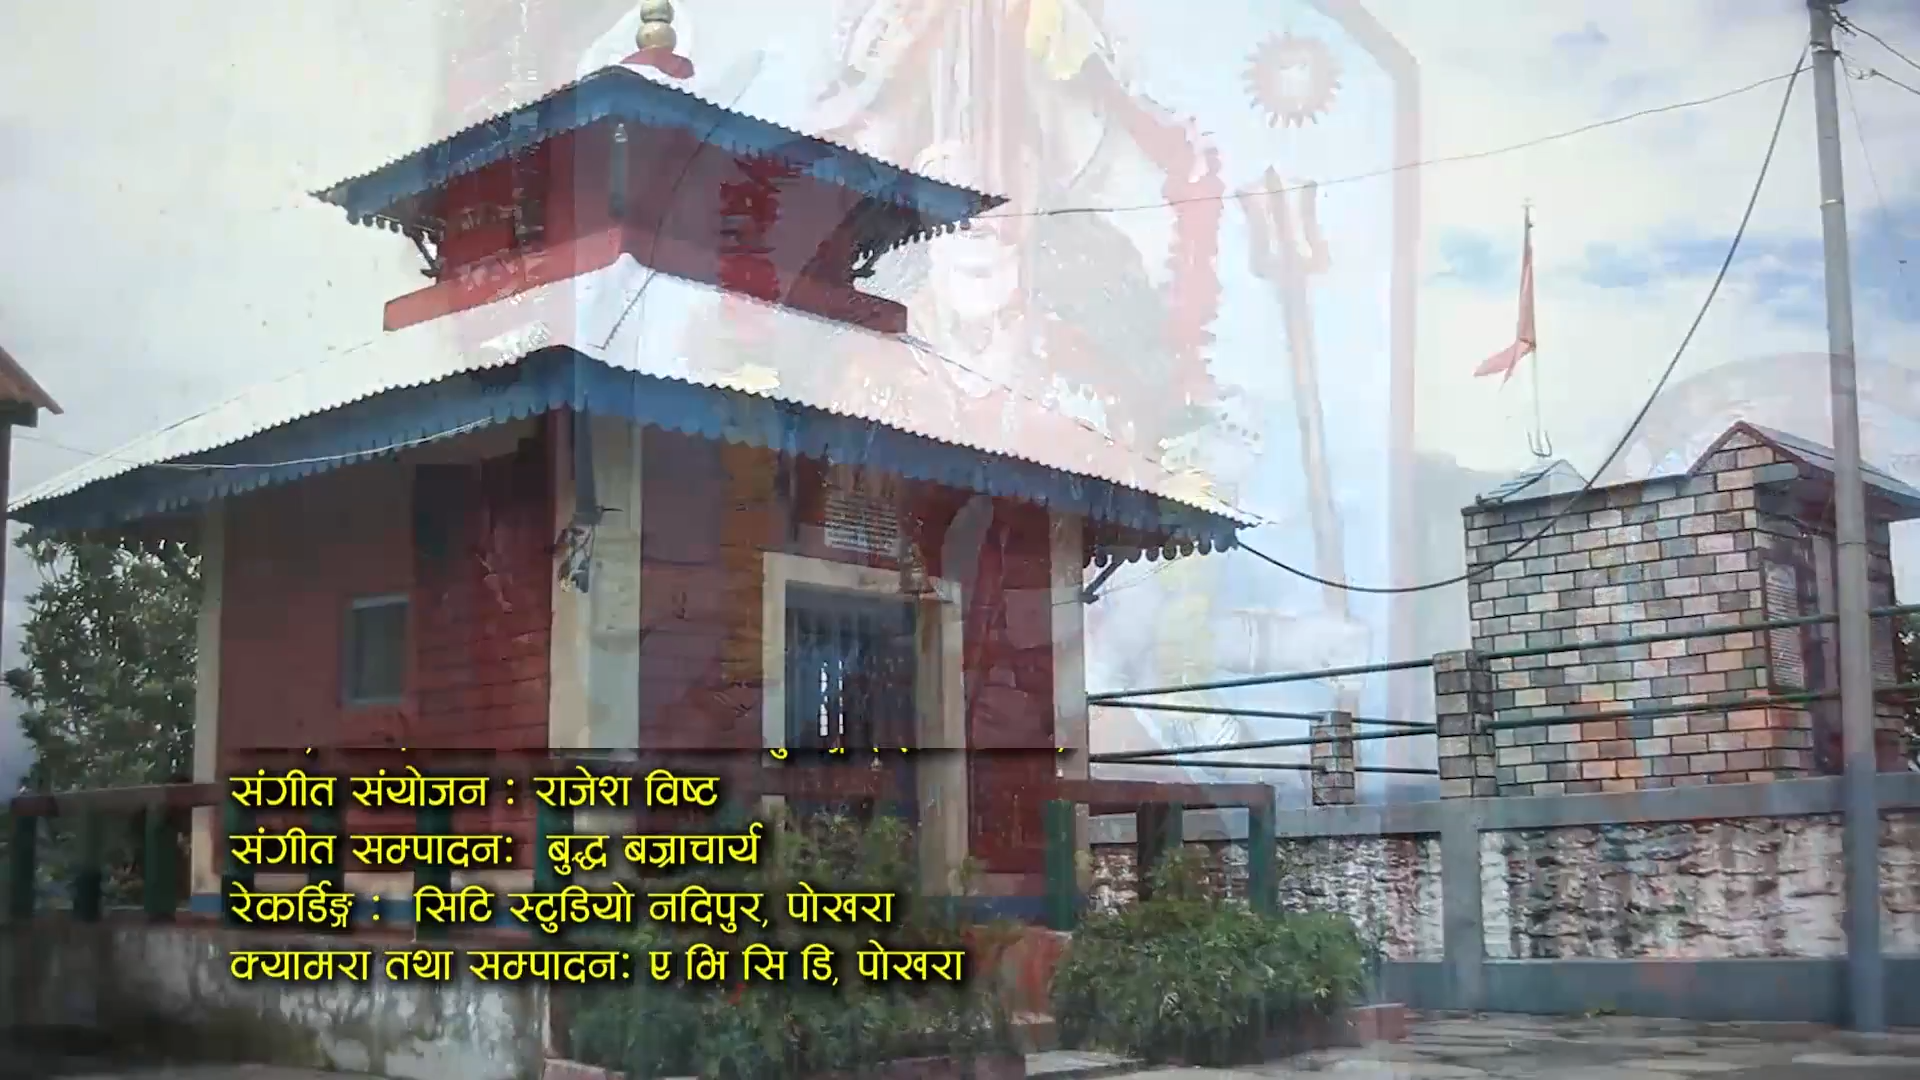 संगीत संयोजन : राजेश विष्ट
संगीत सम्पादन: बुद्ध बज्राचार्य
रेकर्डिङ्ग : सिटि स्टुडियो नदिपुर, पोखरा
क्यामरा तथा सम्पादन: ए भि सि डि, पोखरा